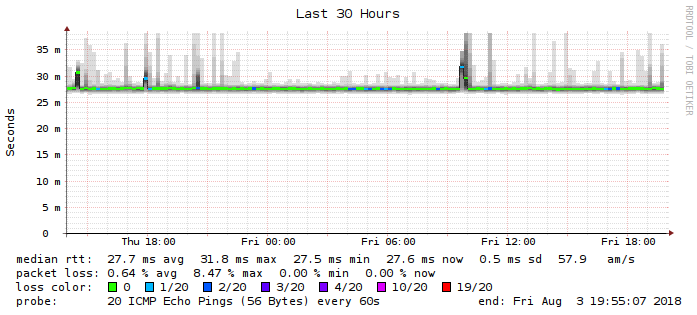 Last 30 Hours
RRDTOOL / TOBI OETIKER
Seconds
35 m
30 m
25 m
20 m
15 m
10 m
5 m
0
Thu 18:00 Fri 00:00 Fri 06:00 Fri 12:00 Fri 18:00
median rtt: 27.7 ms avg 31.8 ms max 27.5 ms min 27.6 ms now 0.5 ms sd 57.9 am/s
packet loss: 0.64 % avg 8.47 % max 0.00 % min 0.00 % now
loss color: 0 1/20 2/20 3/20 4/20 10/20 19/20
probe: 20 ICMP Echo Pings (56 Bytes) every 60s end: Fri Aug 3 19:55:07 2018